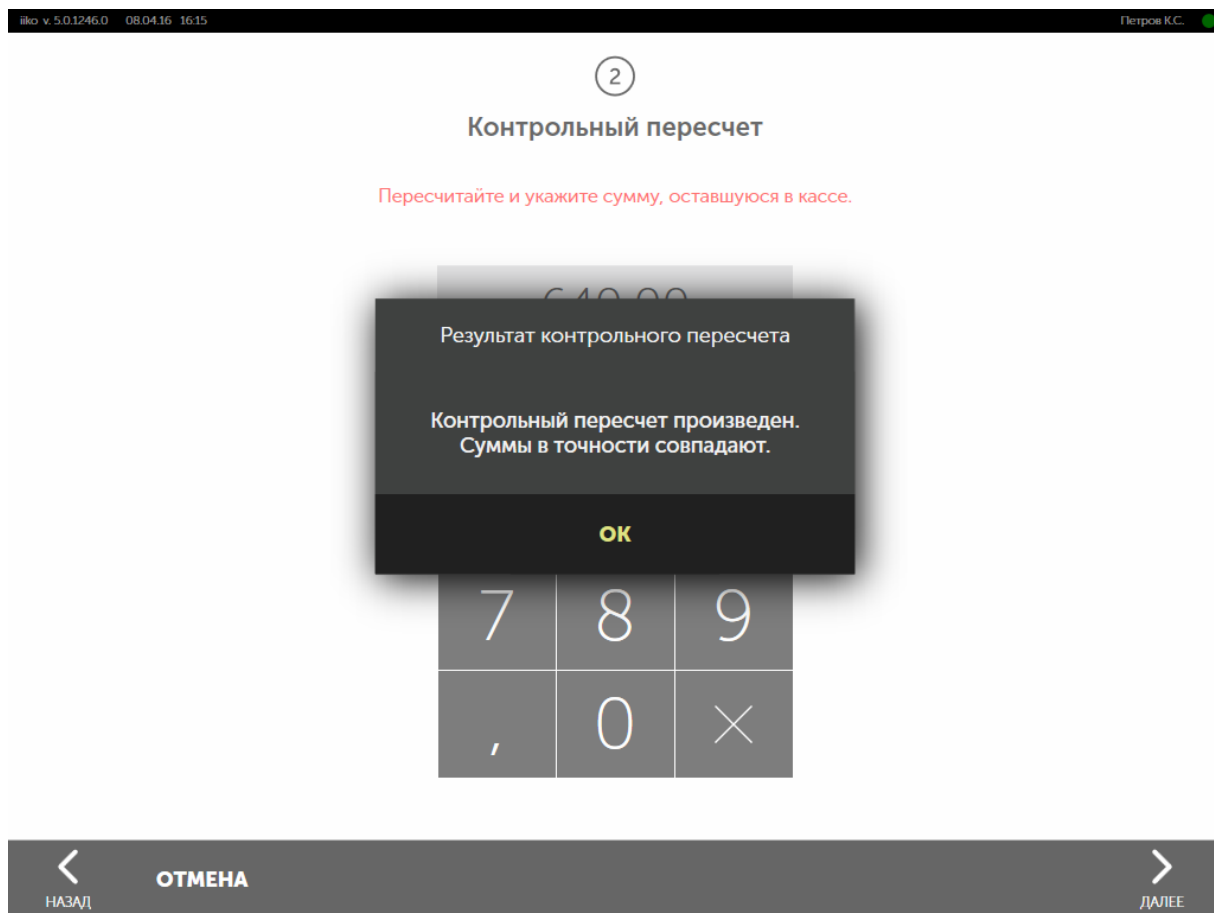 iiko v. 5.0.1246.0 08.04.16 16:15 Петров К.С.
2
Контрольный пересчет
Пересчитайте и укажите сумму, оставшуюся в кассе.
Результат контрольного пересчета
Контрольный пересчет произведен.
Суммы в точности совпадают.
ОК
7 8 9
, 0 ×
НАЗАД ОТМЕНА ДАЛЕЕ